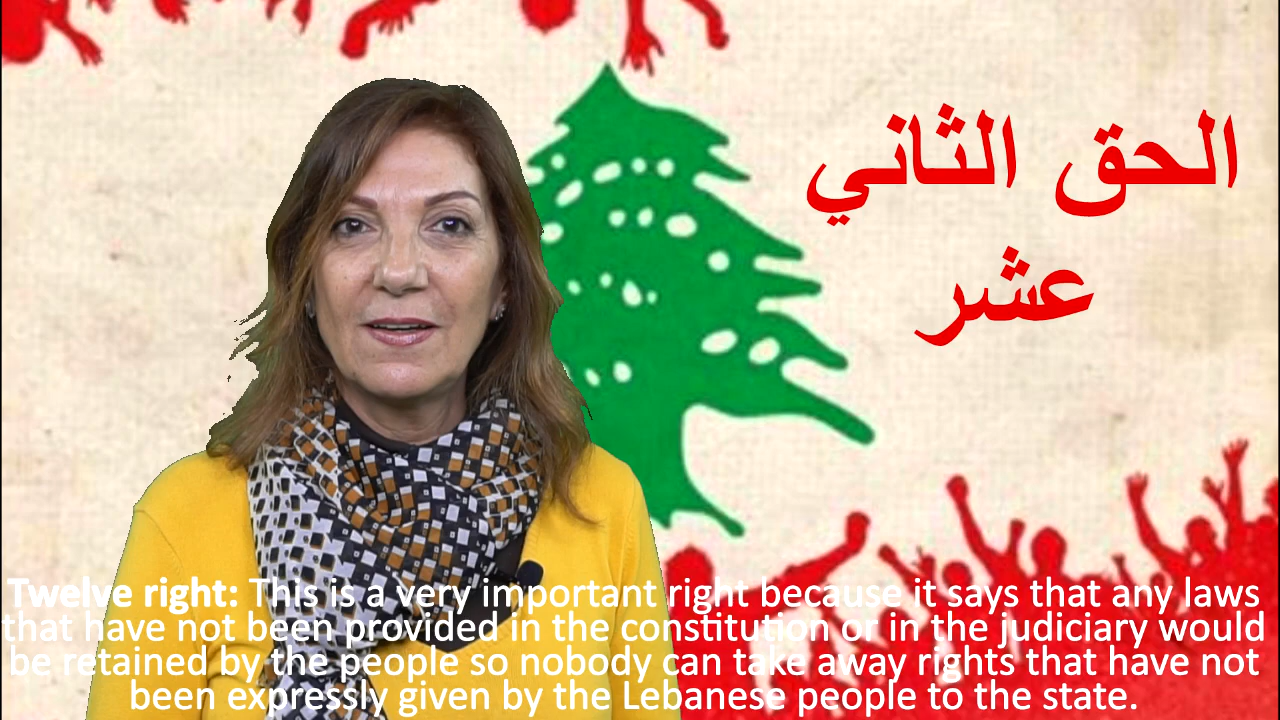 الحق الثاني
عشر
Twelve right: This is a very important right because it says that any laws
that have not been provided in the constitution or in the judiciary would
be retained by the people so nobody can take away rights that have not
been expressly given by the Lebanese people to the state.